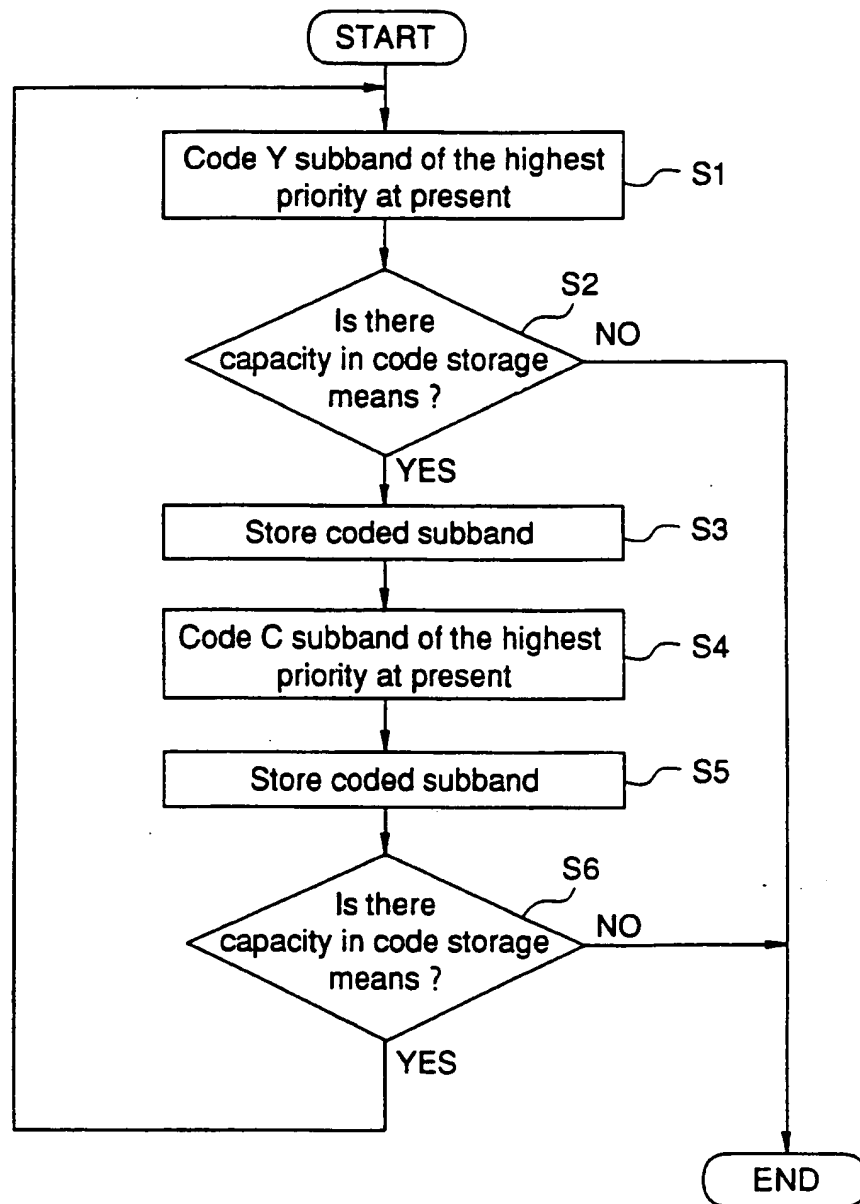 START
Code Y subband of the highest
priority at present
S1
S2
Is there
capacity in code storage
means ?
NO
YES
Store coded subband
S3
Code C subband of the highest
priority at present
S4
Store coded subband
S5
S6
Is there
capacity in code storage
means ?
NO
YES
END